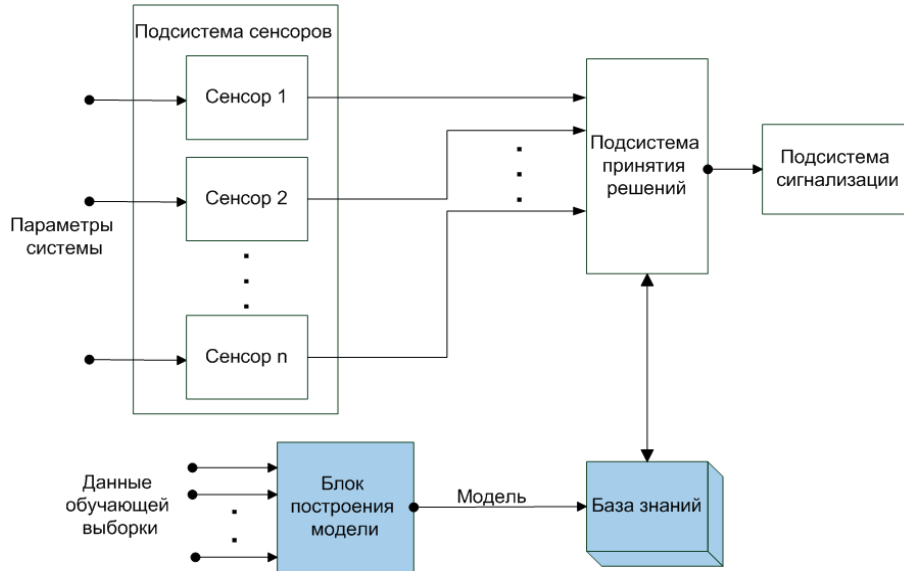 Подсистема сенсоров
Сенсор 1
Сенсор 2
Сенсор n
Параметры
системы
Подсистема
принятия
решений
Подсистема
сигнализации
Данные
обучающей
выборки
Блок
построения
модели
Модель
База знаний